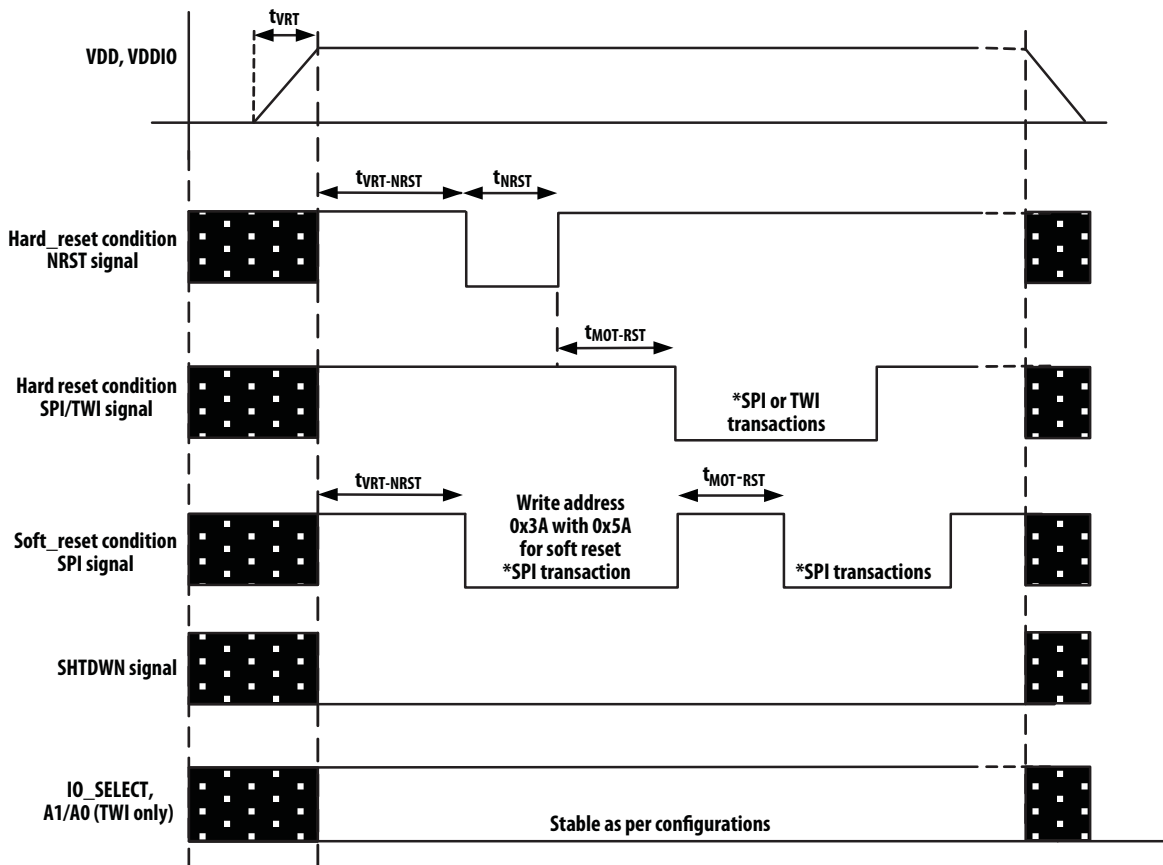 tVRT
VDD, VDDIO
tVRT-NRST
tNRST
Hard_reset condition
NRST signal
tMOT-RST
Hard reset condition
SPI/TWI signal
*SPI or TWI
transactions
tVRT-NRST
tMOT-RST
Write address
0x3A with 0x5A
for soft reset
*SPI transaction
Soft_reset condition
SPI signal
*SPI transactions
SHTDWN signal
IO_SELECT,
A1/A0 (TWI only)
Stable as per configurations